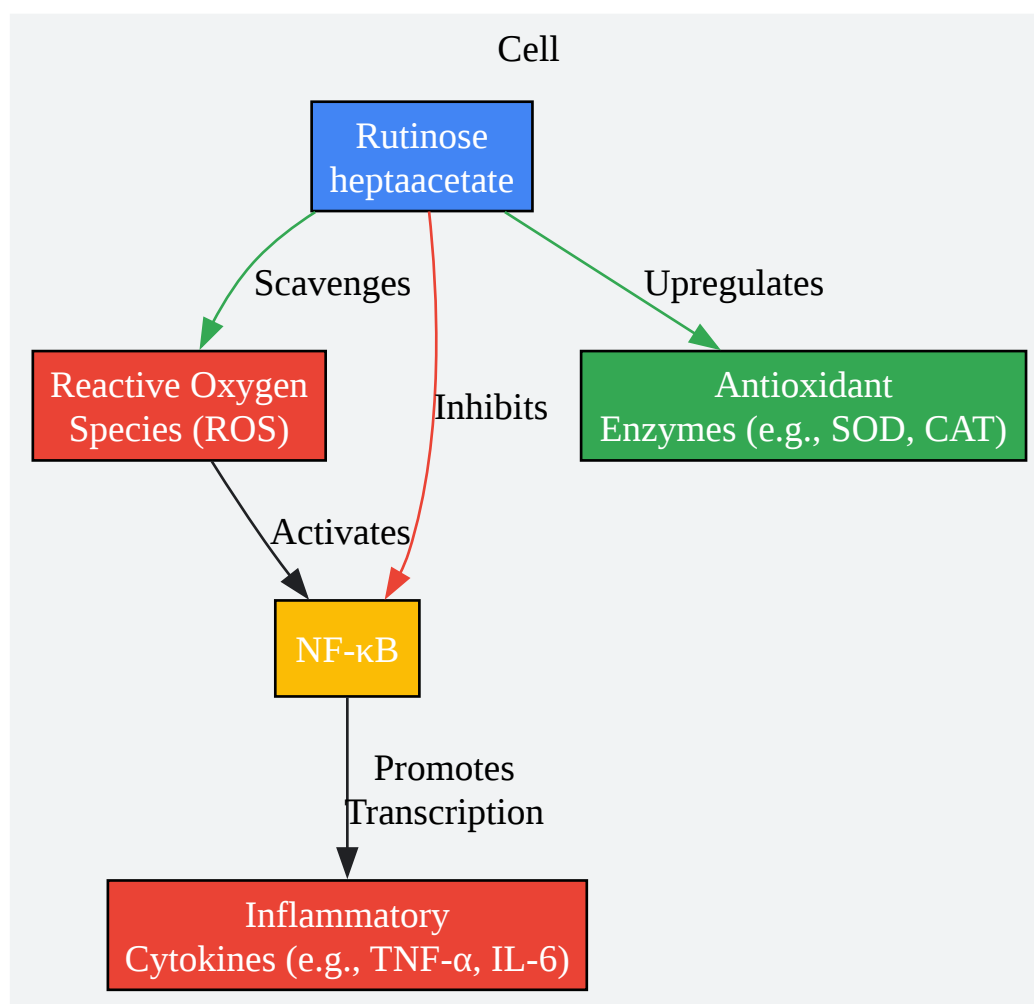 Cell
Rutinose
heptaacetate
Scavenges
Upregulates
Reactive Oxygen
Species (ROS)
Inhibits
Antioxidant
Enzymes (e.g., SOD, CAT)
Activates
NF-κB
Promotes
Transcription
Inflammatory
Cytokines (e.g., TNF-α, IL-6)